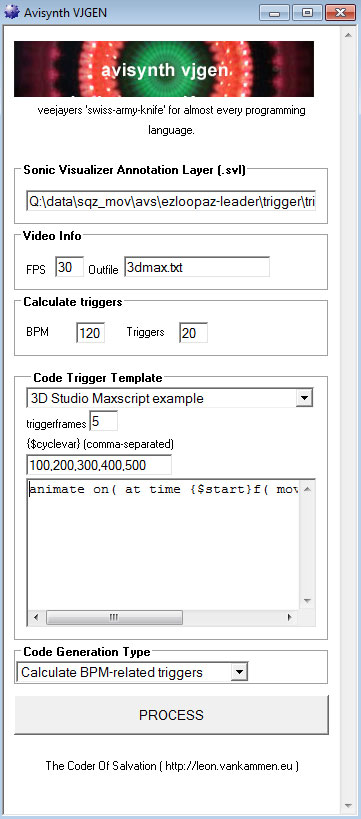 Avisynth VJGEN
avisynth vjgen
veejayers 'swiss-army-knife' for almost every programming
language.
Sonic Visualizer Annotation Layer (.svl)
Q:\data\sqz_mov\avs\ezloopaz-leader\trigger\tri
Video Info
FPS 30 Outfile 3dmax.txt
Calculate triggers
BPM 120 Triggers 20
Code Trigger Template
3D Studio Maxscript example
triggerframes 5
{$cyclevar} (comma-separated)
100,200,300,400,500
animate on( at time {$start}f( mov
Code Generation Type
Calculate BPM-related triggers
PROCESS
The Coder Of Salvation ( http://leon.vankammen.eu )